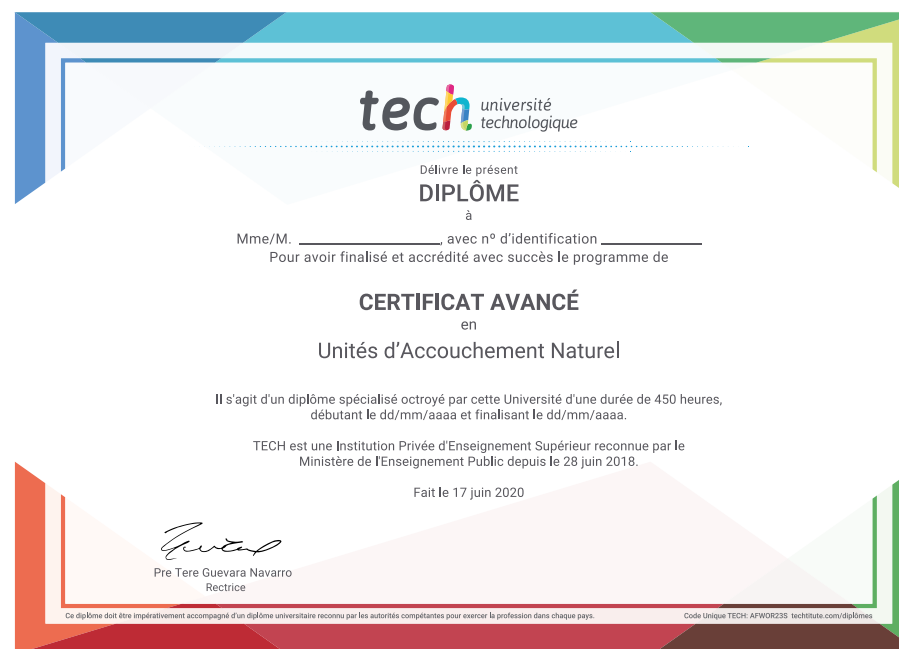 tech université
technologique
Délivre le présent
DIPLÔME
à
Mme/M. ____________________, avec nº d'identification ______________
Pour avoir finalisé et accrédité avec succès le programme de
CERTIFICAT AVANCÉ
en
Unités d'Accouchement Naturel
Il s'agit d'un diplôme spécialisé octroyé par cette Université d'une durée de 450 heures,
débutant le dd/mm/aaaa et finalisant le dd/mm/aaaa.
TECH est une Institution Privée d'Enseignement Supérieur reconnue par le
Ministère de l'Enseignement Public depuis le 28 juin 2018.
Fait le 17 juin 2020
Pre Tere Guevara Navarro
Rectrice
Ce diplôme doit être impérativement accompagné d'un diplôme universitaire reconnu par les autorités compétantes pour exercer la profession dans chaque pays. Code Unique TECH: AFWOR23S techtitute.com/diplômes